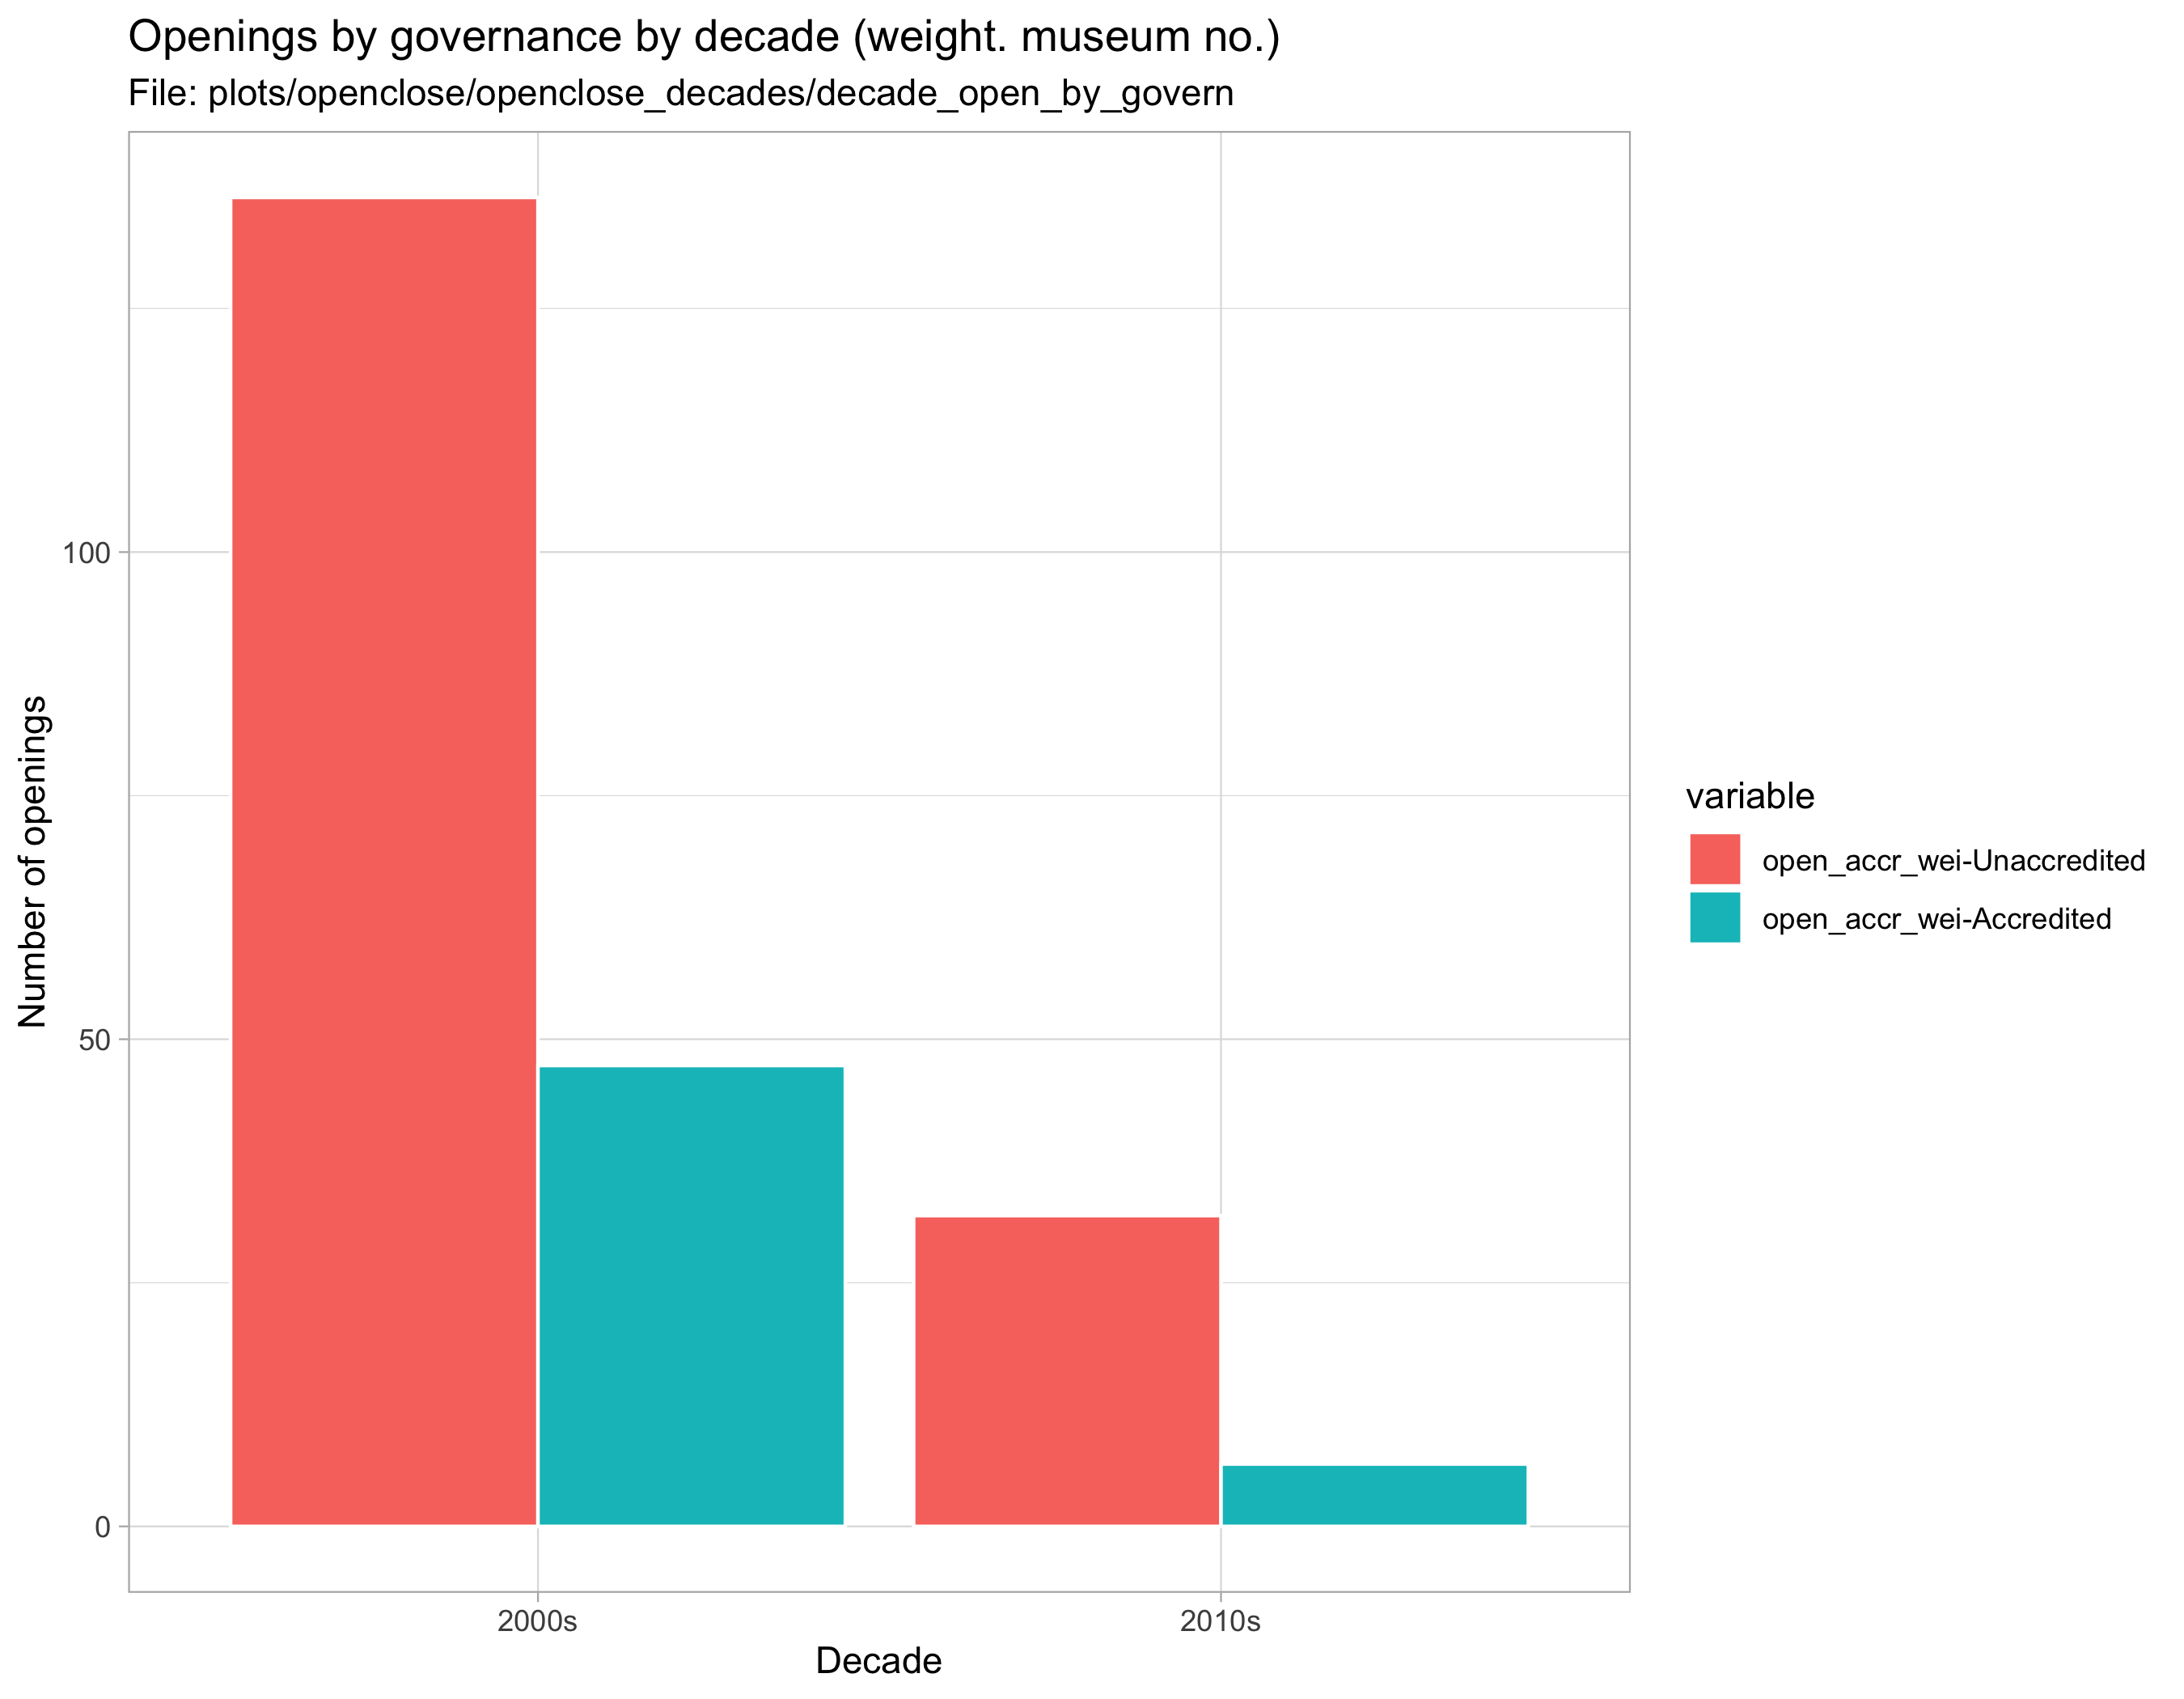 Openings by governance by decade (weight. museum no.)
File: plots/openclose/openclose_decades/decade_open_by_govern
100
50
0
Number of openings
2000s
2010s
Decade
variable
open_accr_wei-Unaccredited
open_accr_wei-Accredited